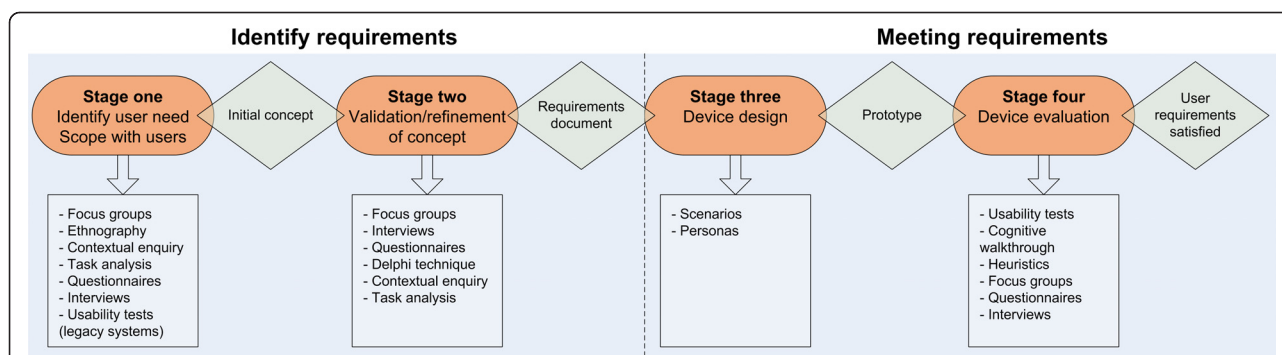 Identify requirements
Meeting requirements
Stage one
Identify user need
Scope with users
Initial concept
Stage two
Validation/refinement
of concept
Requirements
document
Stage three
Device design
Prototype
Stage four
Device evaluation
User
requirements
satisfied
- Focus groups
- Ethnography
- Contextual enquiry
- Task analysis
- Questionnaires
- Interviews
- Usability tests
(legacy systems)
- Focus groups
- Interviews
- Questionnaires
- Delphi technique
- Contextual enquiry
- Task analysis
- Scenarios
- Personas
- Usability tests
- Cognitive
walkthrough
- Heuristics
- Focus groups
- Questionnaires
- Interviews